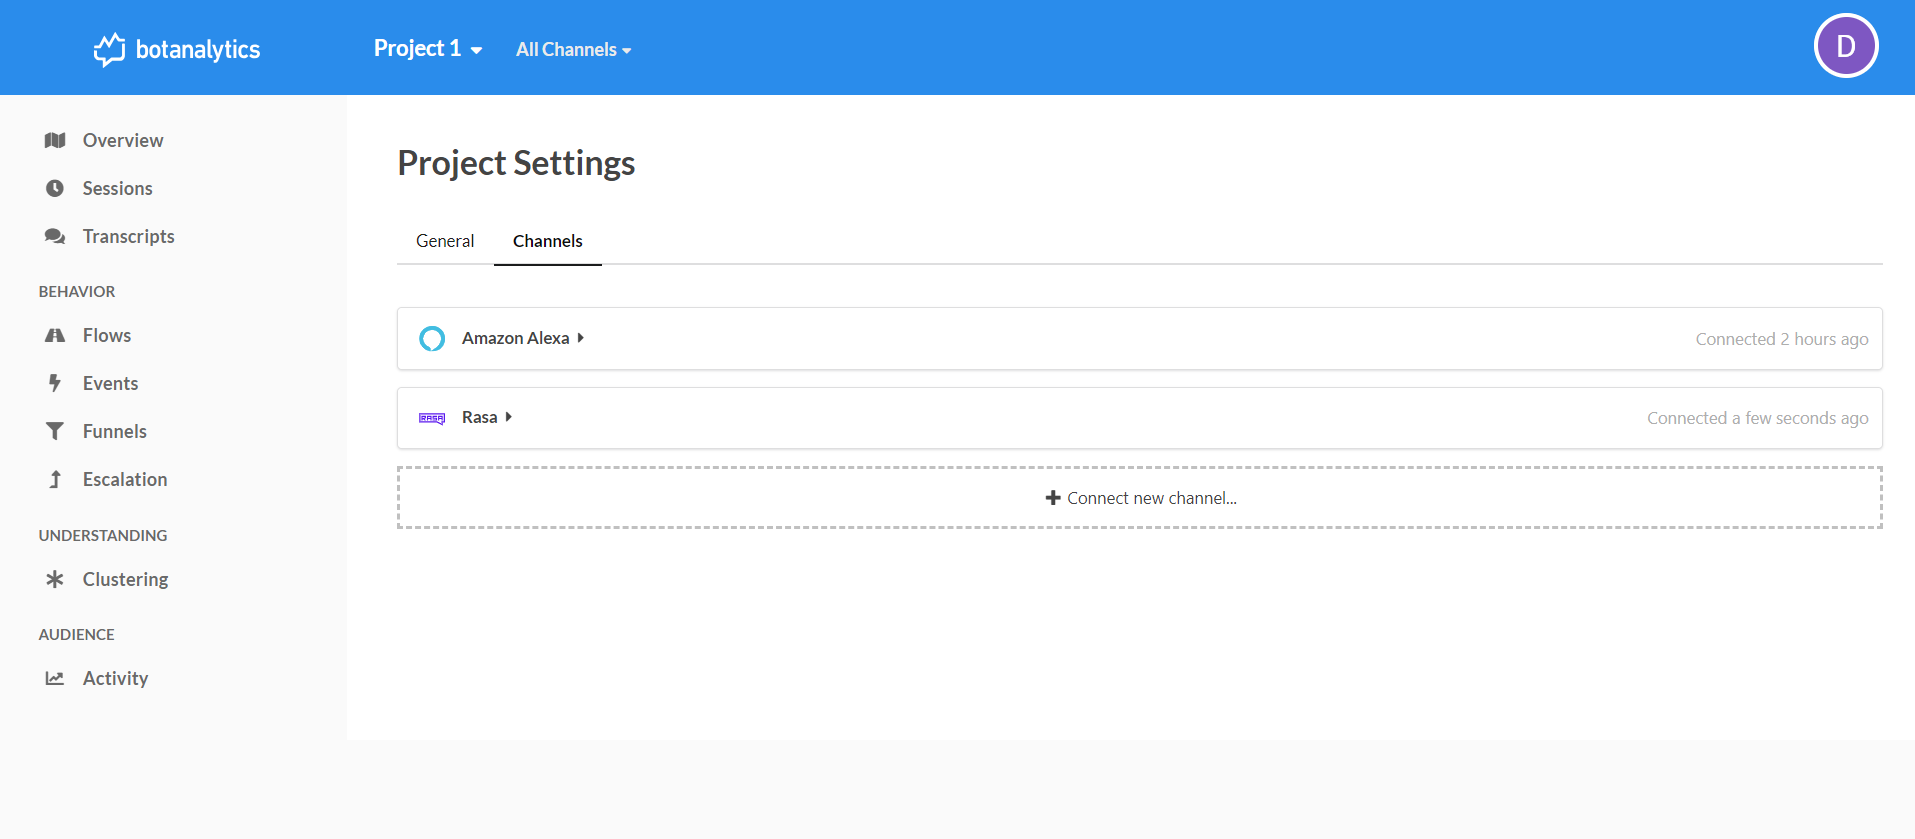 botanalytics
Project 1
All Channels
D
Overview
Sessions
Transcripts
BEHAVIOR
Flows
Events
Funnels
Escalation
UNDERSTANDING
Clustering
AUDIENCE
Activity
Project Settings
General
Channels
Amazon Alexa
Connected 2 hours ago
RASA
Rasa
Connected a few seconds ago
Connect new channel...